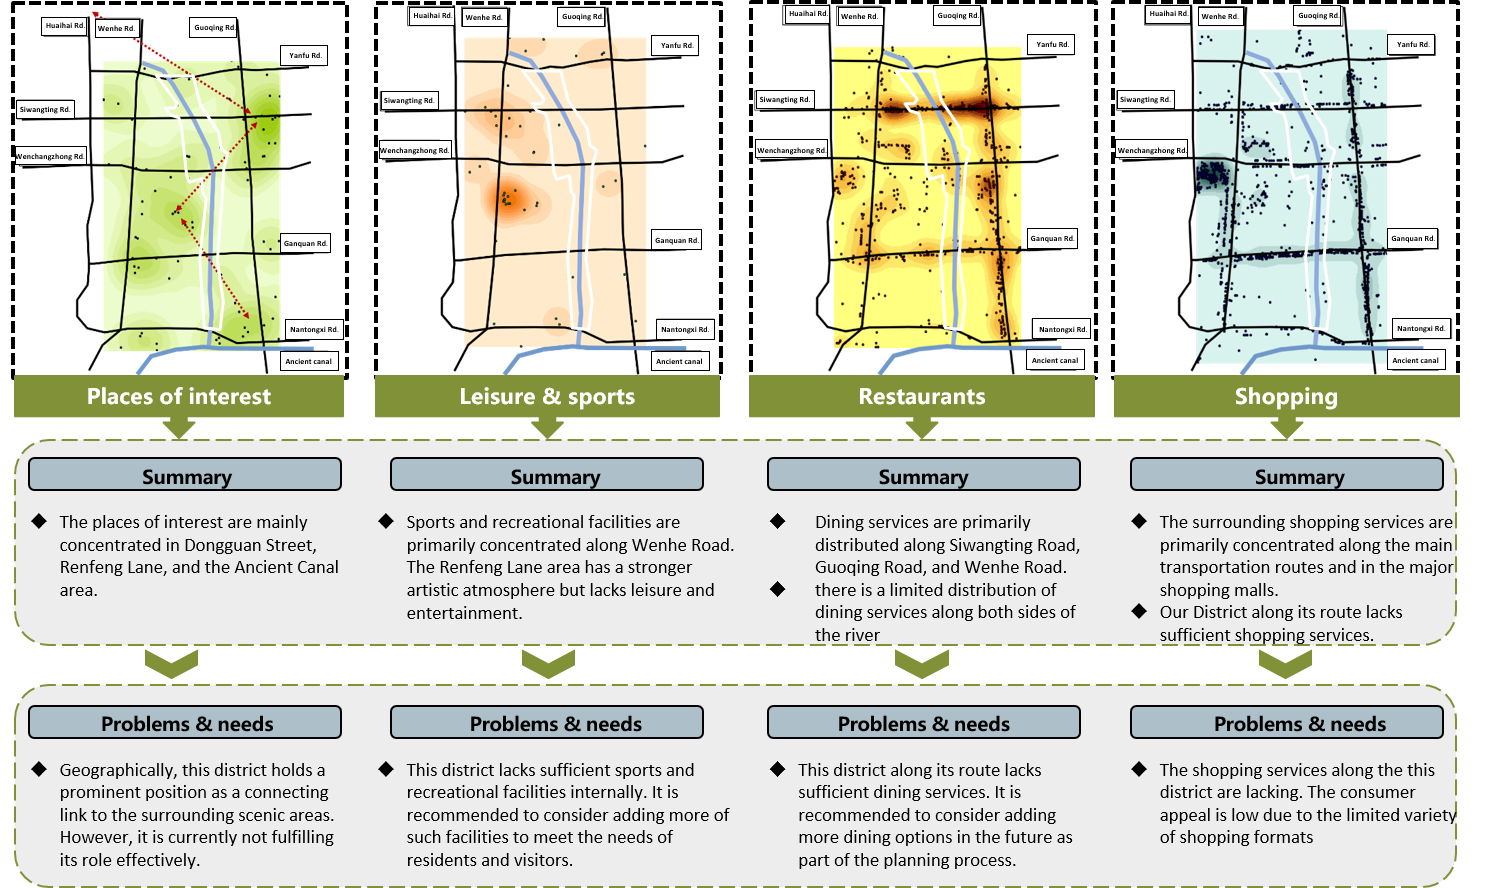 Huaihai Rd.
Wenhe Rd.
Guoqing Rd.
Yanfu Rd.
Siwangting Rd.
Wenchangzhong Rd.
Ganquan Rd.
Nantongxi Rd.
Ancient canal
Huaihai Rd.
Wenhe Rd.
Guoqing Rd.
Yanfu Rd.
Siwangting Rd.
Wenchangzhong Rd.
Ganquan Rd.
Nantongxi Rd.
Ancient canal
Huaihai Rd.
Wenhe Rd.
Guoqing Rd.
Yanfu Rd.
Siwangting Rd.
Wenchangzhong Rd.
Ganquan Rd.
Nantongxi Rd.
Ancient canal
Huaihai Rd.
Wenhe Rd.
Guoqing Rd.
Yanfu Rd.
Siwangting Rd.
Wenchangzhong Rd.
Ganquan Rd.
Nantongxi Rd.
Ancient canal
Places of interest
Leisure & sports
Restaurants
Shopping
Summary
The places of interest are mainly
concentrated in Dongguan Street,
Renfeng Lane, and the Ancient Canal
area.
Summary
Sports and recreational facilities are
primarily concentrated along Wenhe Road.
The Renfeng Lane area has a stronger
artistic atmosphere but lacks leisure and
entertainment.
Summary
Dining services are primarily
distributed along Siwangting Road,
Guoqing Road, and Wenhe Road.
there is a limited distribution of
dining services along both sides of
the river
Summary
The surrounding shopping services are
primarily concentrated along the main
transportation routes and in the major
shopping malls.
Our District along its route lacks
sufficient shopping services.
Problems & needs
Geographically, this district holds a
prominent position as a connecting
link to the surrounding scenic areas.
However, it is currently not fulfilling
its role effectively.
Problems & needs
This district lacks sufficient sports and
recreational facilities internally. It is
recommended to consider adding more of
such facilities to meet the needs of
residents and visitors.
Problems & needs
This district along its route lacks
sufficient dining services. It is
recommended to consider adding
more dining options in the future as
part of the planning process.
Problems & needs
The shopping services along the this
district are lacking. The consumer
appeal is low due to the limited variety
of shopping formats